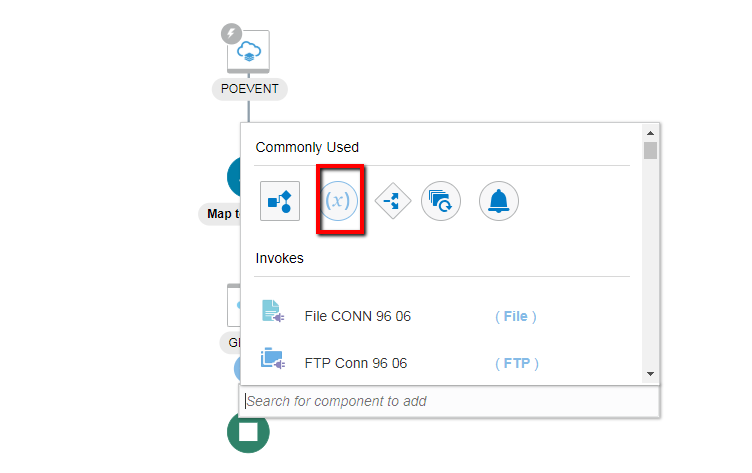 POEVENT
Commonly Used
(x)
Map t
Invokes
File CONN 96 06 ( File )
G
FTP Conn 96 06 ( FTP )
Search for component to add